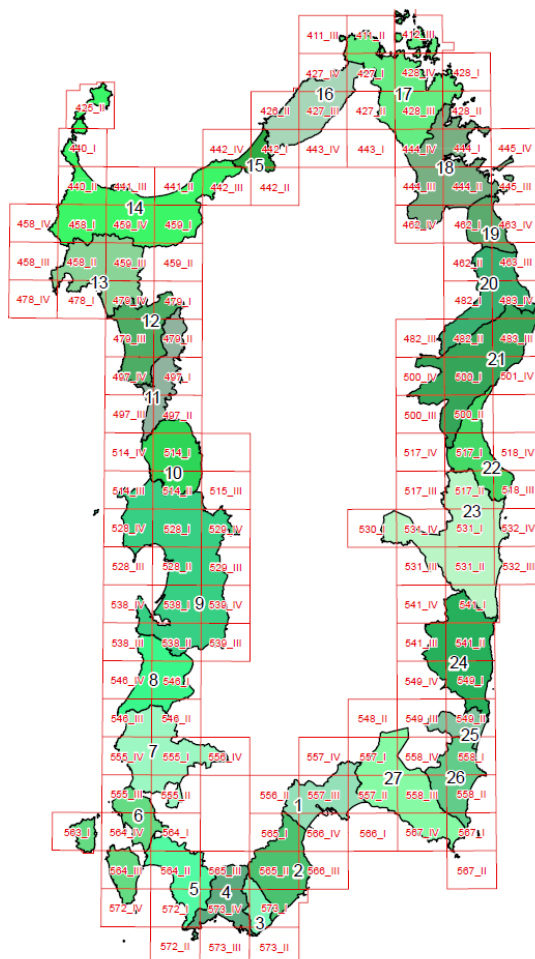 411_III 411_II 412_III
427_IV 427_I 428_IV 428_I
16 17
425_II 426_II 427_III 427_II 428_III 428_II
440_I 442_IV 442_I 443_IV 443_I 444_IV 444_I 445_IV
15 18
440_II 441_III 441_II 442_III 442_II 444_III 444_II 445_III
14
458_IV 458_I 459_IV 459_I 462_IV 462_I 463_IV
19
458_III 458_II 459_III 459_II 462_II 463_III
13 20
478_IV 478_I 479_IV 479_I 482_I 483_IV
12
479_III 479_II 482_III 482_II 483_III
21
497_IV 497_I 500_IV 500_I 501_IV
11
497_III 497_II 500_III 500_II
514_IV 514_I 517_IV 517_I 518_IV
10 22
514_III 514_II 515_III 517_III 517_II 518_III
23
528_IV 528_I 529_IV 530_I 531_IV 531_I 532_IV
528_III 528_II 529_III 531_III 531_II 532_III
538_IV 538_I 9 539_IV 541_IV 541_I
538_III 538_II 539_III 541_III 541_II
24
546_IV 8 546_I 549_IV 549_I
546_III 546_II 548_II 549_III 549_II
25
7
555_IV 555_I 556_IV 557_IV 557_I 558_IV 558_I
27 26
555_III 555_II 556_II 557_III 557_II 558_III 558_II
1
6
563_I 564_IV 564_I 565_I 566_IV 566_I 567_IV 567_I
564_III 564_II 565_III 565_II 2 566_III 567_II
5 4
572_IV 572_I 573_IV 573_I
3
572_II 573_III 573_II